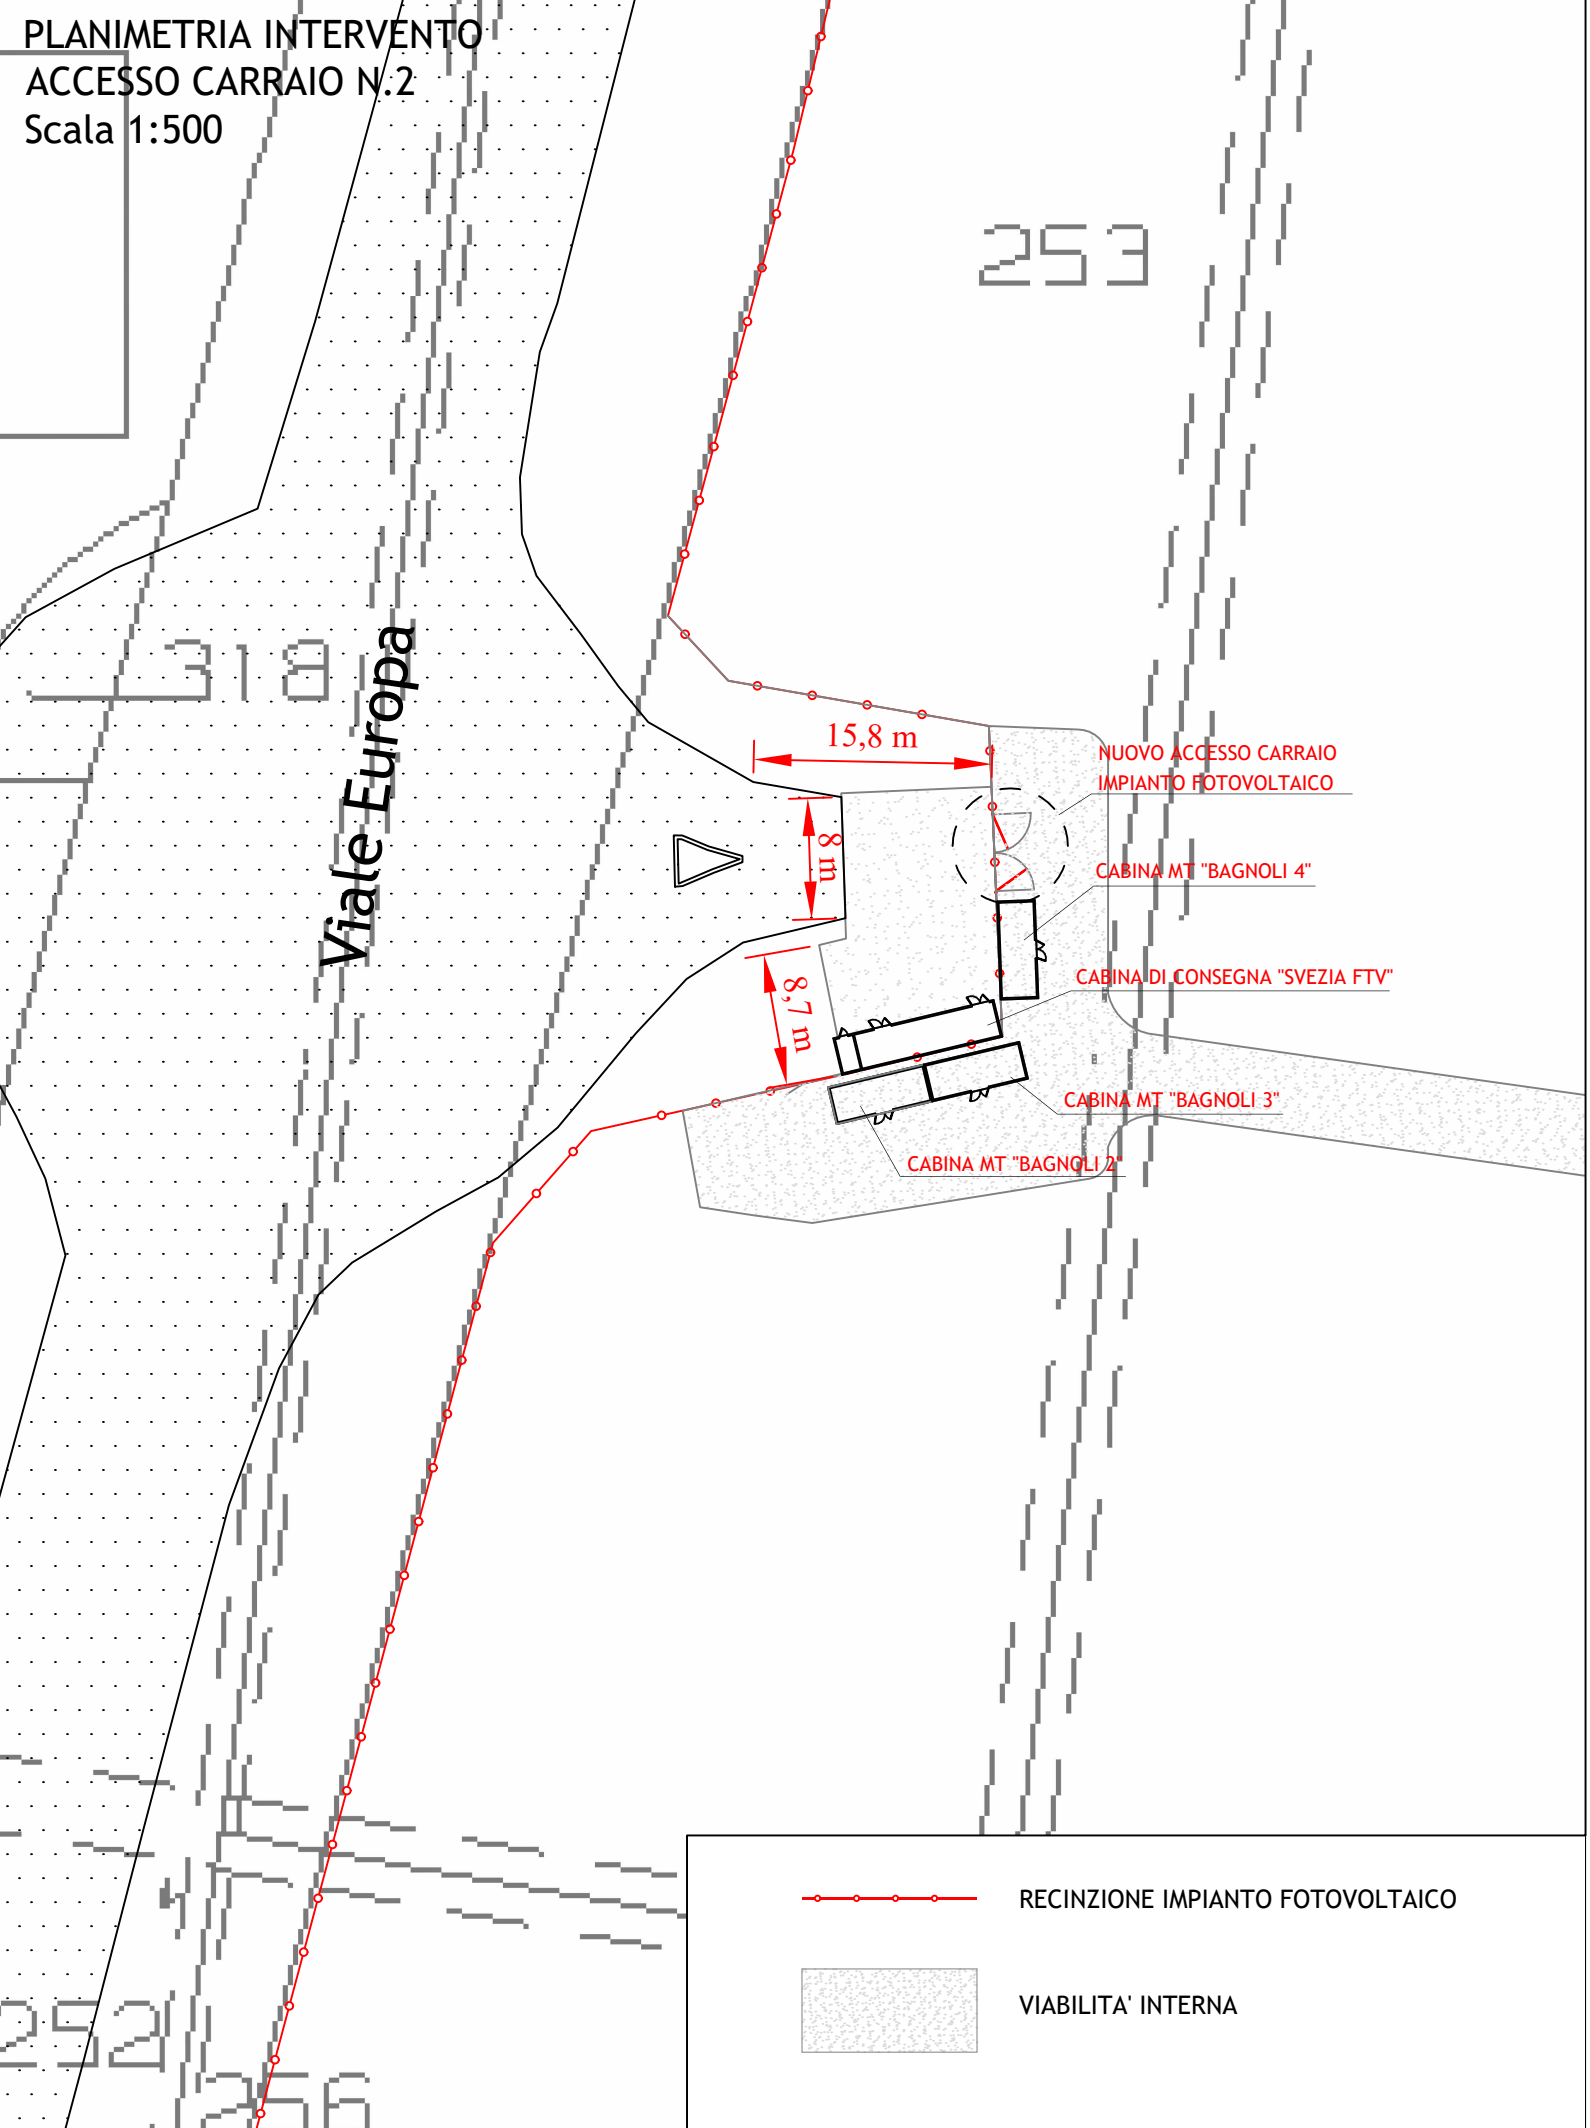 PLANIMETRIA INTERVENTO
ACCESSO CARRAIO N.2
Scala 1:500
253
318
Viale Europa
15,8 m
NUOVO ACCESSO CARRAIO
IMPIANTO FOTOVOLTAICO
8 m
CABINA MT "BAGNOLI 4"
8,7 m
CABINA DI CONSEGNA "SVEZIA FTV"
CABINA MT "BAGNOLI 3"
CABINA MT "BAGNOLI 2"
RECINZIONE IMPIANTO FOTOVOLTAICO
VIABILITA' INTERNA
252
256